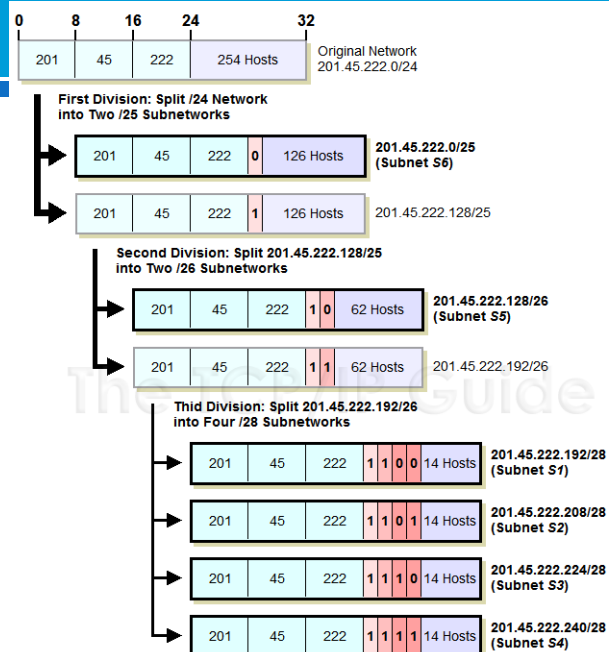 0 8 16 24 32
201 45 222 254 Hosts
Original Network
201.45.222.0/24
First Division: Split /24 Network
into Two /25 Subnetworks
201 45 222 0 126 Hosts
201.45.222.0/25
(Subnet S6)
201 45 222 1 126 Hosts
201.45.222.128/25
Second Division: Split 201.45.222.128/25
into Two /26 Subnetworks
201 45 222 1 0 62 Hosts
201.45.222.128/26
(Subnet S5)
201 45 222 1 1 62 Hosts
201.45.222.192/26
The TCP/IP Guide
Thid Division: Split 201.45.222.192/26
into Four /28 Subnetworks
201 45 222 1 1 0 0 14 Hosts
201.45.222.192/28
(Subnet S1)
201 45 222 1 1 0 1 14 Hosts
201.45.222.208/28
(Subnet S2)
201 45 222 1 1 1 0 14 Hosts
201.45.222.224/28
(Subnet S3)
201 45 222 1 1 1 1 14 Hosts
201.45.222.240/28
(Subnet S4)